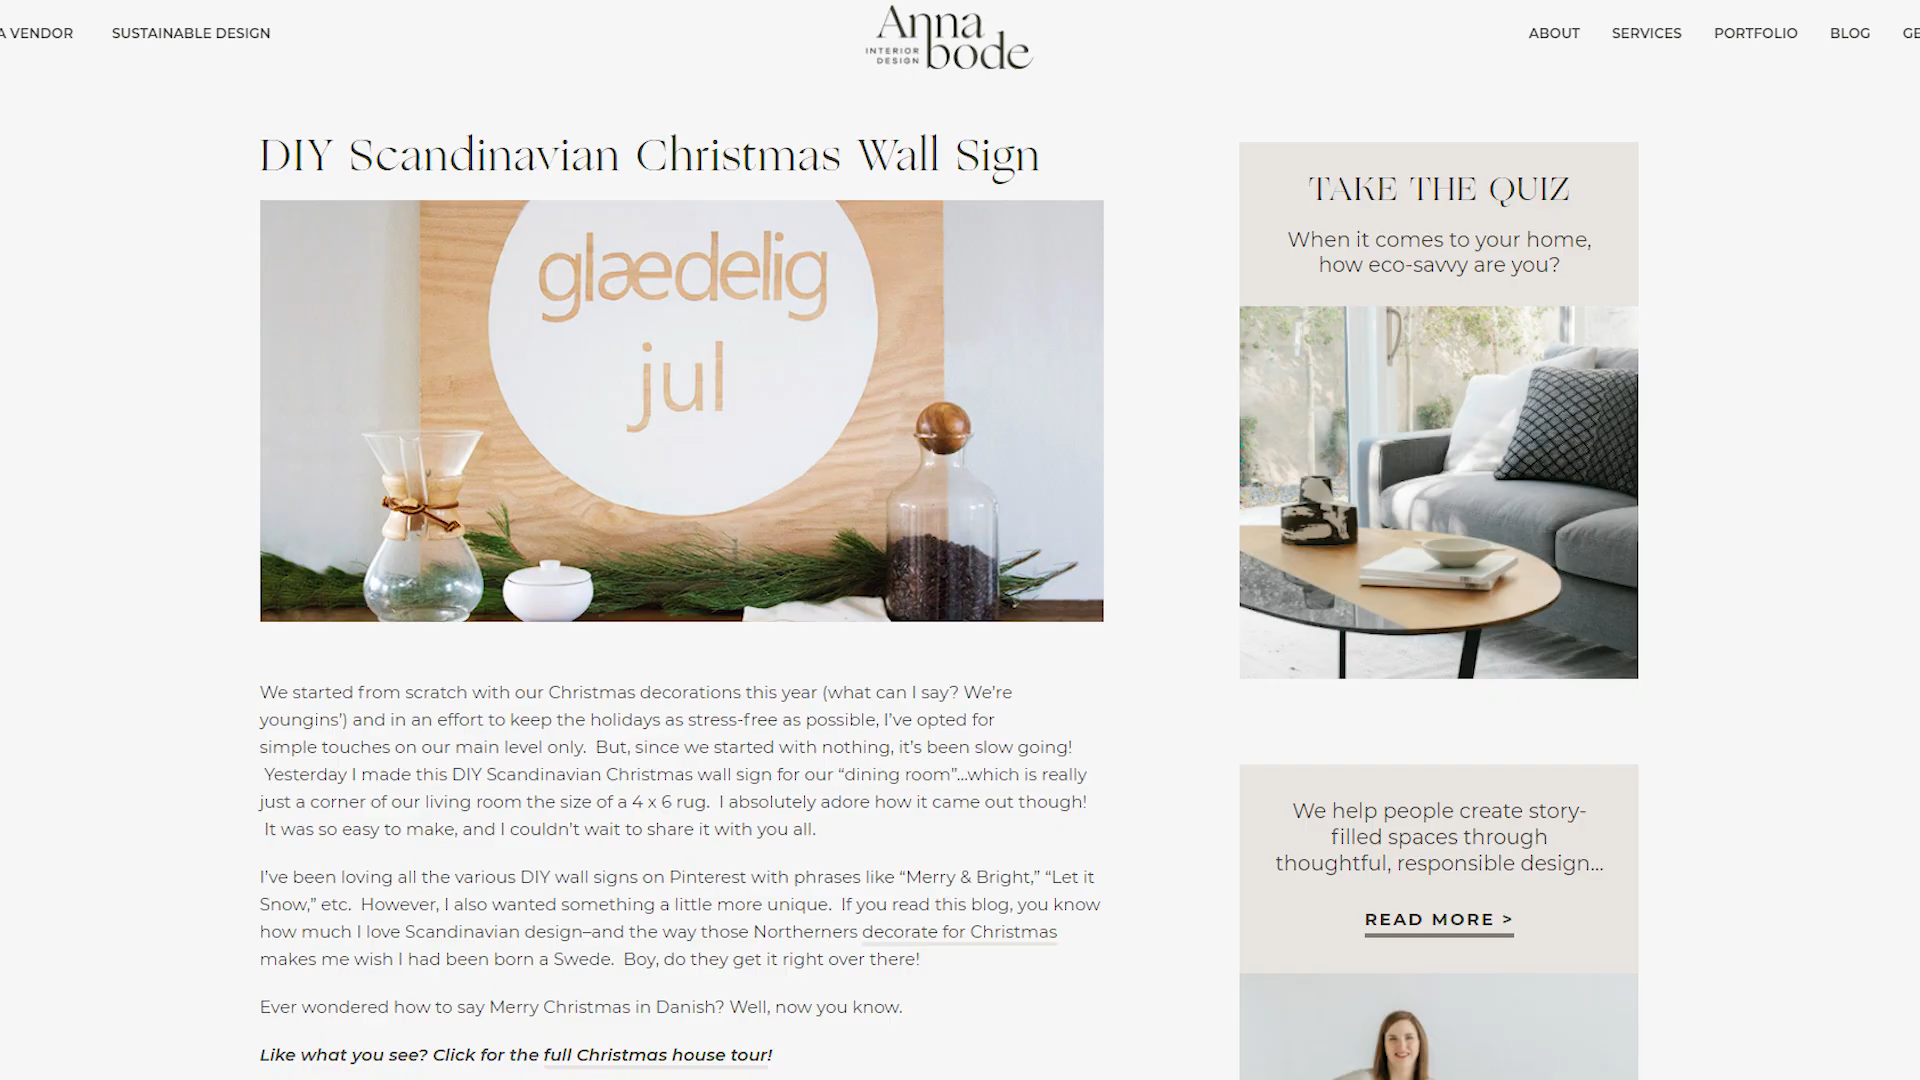 A VENDOR
SUSTAINABLE DESIGN
Anna
bode
INTERIOR
DESIGN
ABOUT
SERVICES
PORTFOLIO
BLOG
GE
DIY Scandinavian Christmas Wall Sign
glædelig
jul
We started from scratch with our Christmas decorations this year (what can I say? We’re
youngins’) and in an effort to keep the holidays as stress-free as possible, I’ve opted for
simple touches on our main level only. But, since we started with nothing, it’s been slow going!
Yesterday I made this DIY Scandinavian Christmas wall sign for our “dining room”…which is really
just a corner of our living room the size of a 4 x 6 rug. I absolutely adore how it came out though!
It was so easy to make, and I couldn’t wait to share it with you all.
I’ve been loving all the various DIY wall signs on Pinterest with phrases like “Merry & Bright,” “Let it
Snow,” etc. However, I also wanted something a little more unique. If you read this blog, you know
how much I love Scandinavian design–and the way those Northerners decorate for Christmas
makes me wish I had been born a Swede. Boy, do they get it right over there!
Ever wondered how to say Merry Christmas in Danish? Well, now you know.
Like what you see? Click for the full Christmas house tour!
TAKE THE QUIZ
When it comes to your home,
how eco-savvy are you?
We help people create story-
filled spaces through
thoughtful, responsible design...
READ MORE >